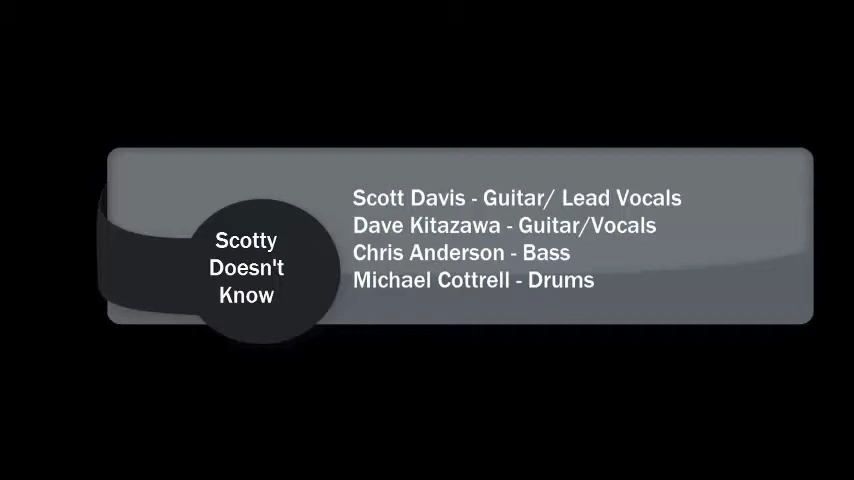 Scotty
Doesn't
Know
Scott Davis - Guitar/ Lead Vocals
Dave Kitazawa - Guitar/Vocals
Chris Anderson - Bass
Michael Cottrell - Drums